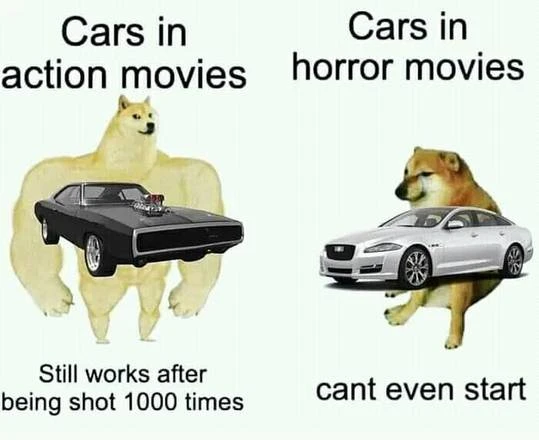 Cars in
action movies
Cars in
horror movies
Still works after
being shot 1000 times
cant even start